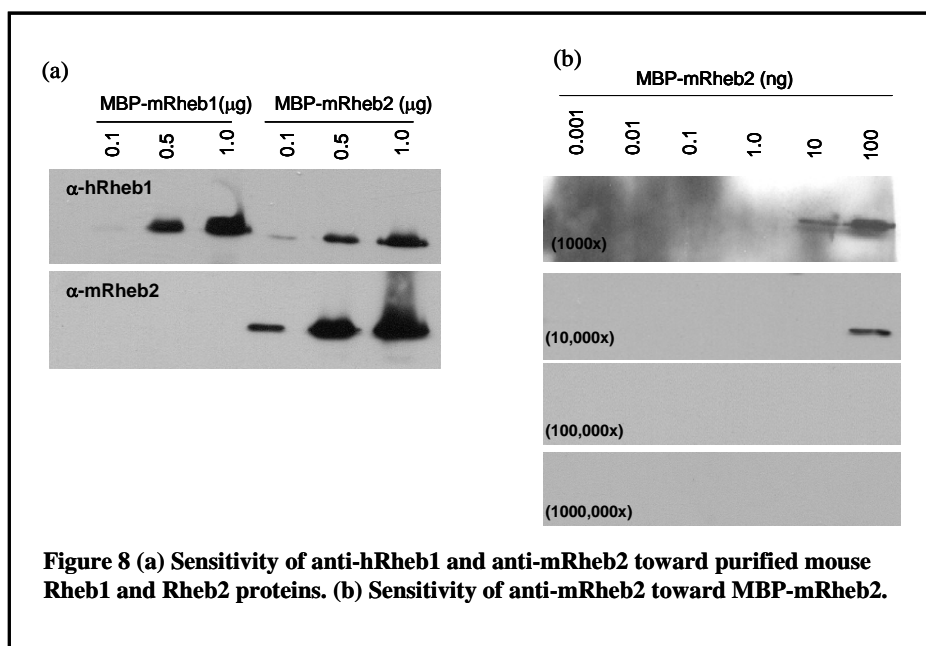 (a)
MBP-mRheb1(μg) MBP-mRheb2 (μg)
0.1 0.5 1.0 0.1 0.5 1.0
α-hRheb1
α-mRheb2
(b)
MBP-mRheb2 (ng)
0.001 0.01 0.1 1.0 10 100
(1000x)
(10,000x)
(100,000x)
(1000,000x)
Figure 8 (a) Sensitivity of anti-hRheb1 and anti-mRheb2 toward purified mouse
Rheb1 and Rheb2 proteins. (b) Sensitivity of anti-mRheb2 toward MBP-mRheb2.